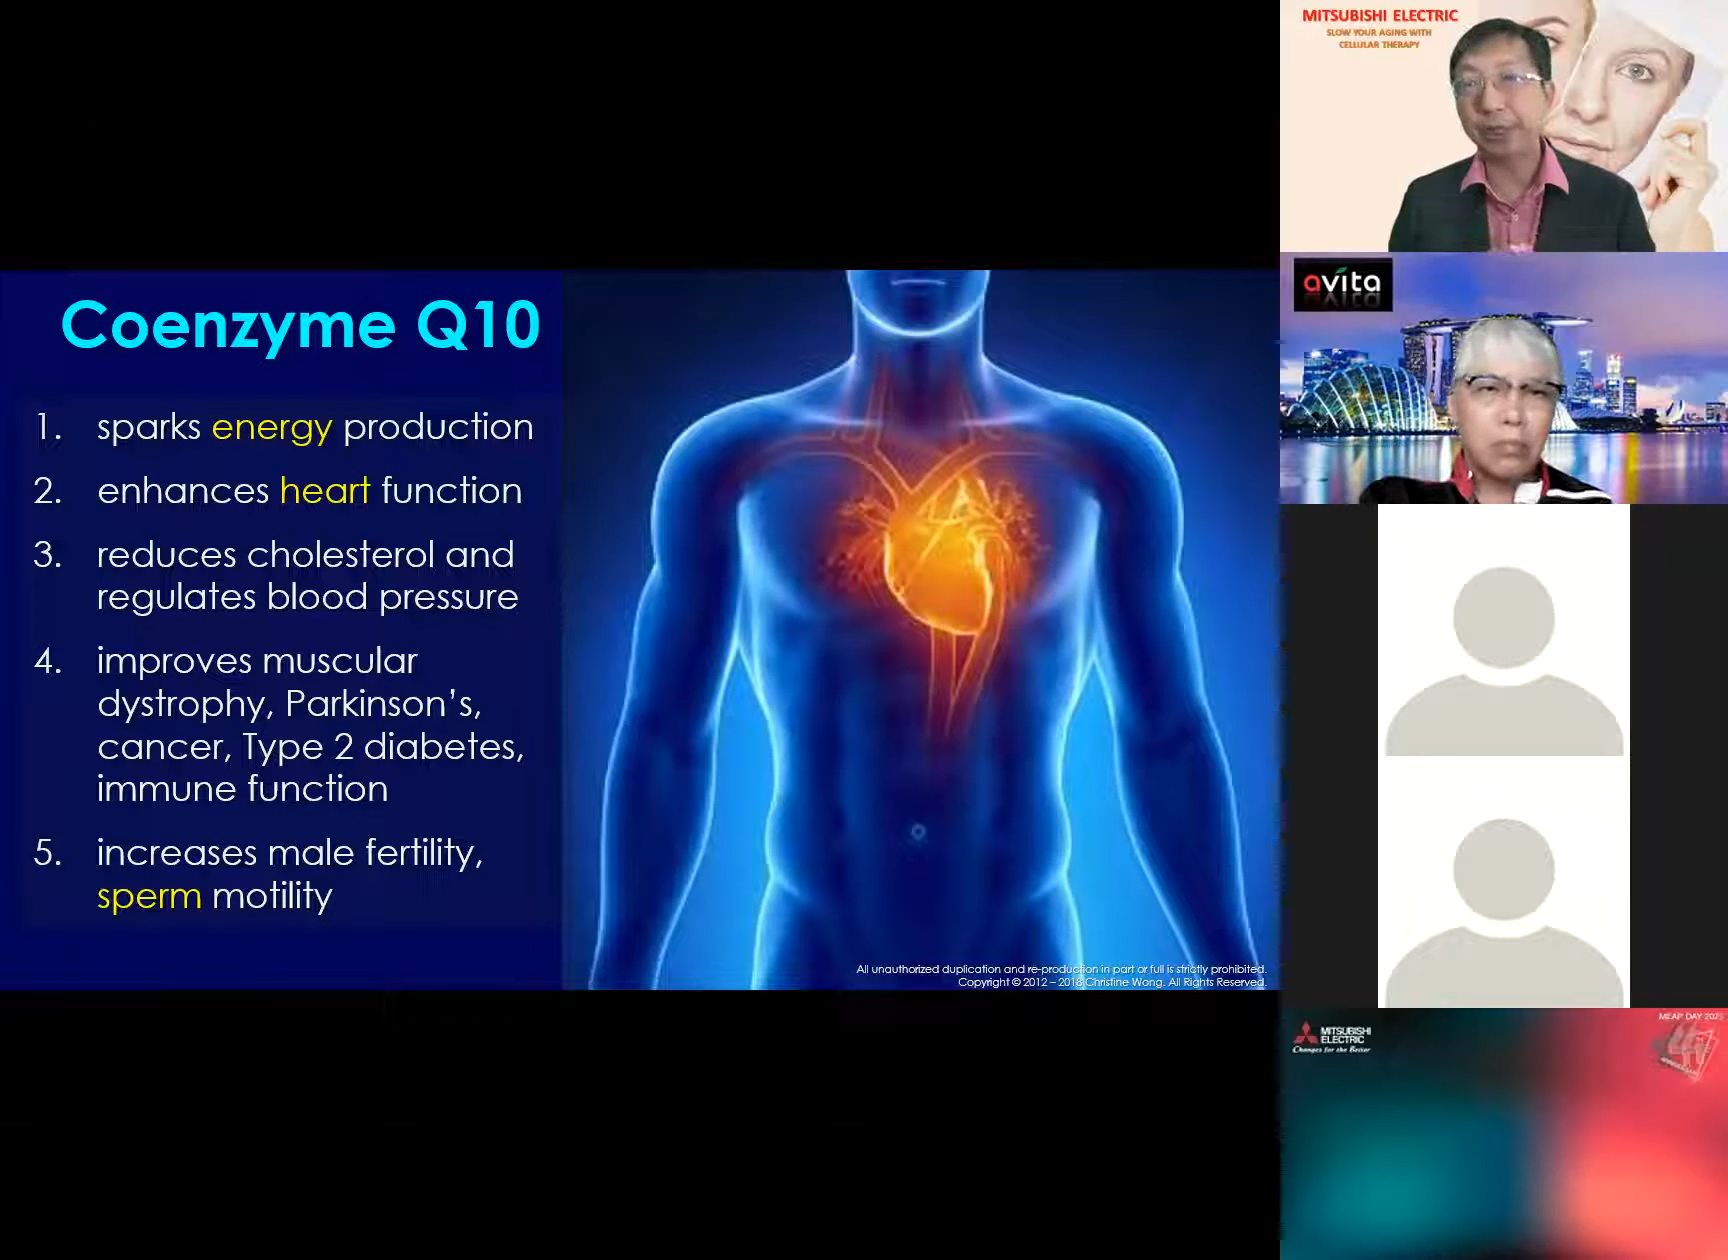 Coenzyme Q10
1. sparks energy production
2. enhances heart function
3. reduces cholesterol and
regulates blood pressure
4. improves muscular
dystrophy, Parkinson’s,
cancer, Type 2 diabetes,
immune function
5. increases male fertility,
sperm motility
All unauthorized duplication and re-production in part or full is strictly prohibited.
Copyright © 2012 – 2018 Christine Wong. All Rights Reserved.
MITSUBISHI ELECTRIC
SLOW YOUR AGING WITH
CELLULAR THERAPY
avita
MITSUBISHI
ELECTRIC
Changes for the Better
MEAP DAY